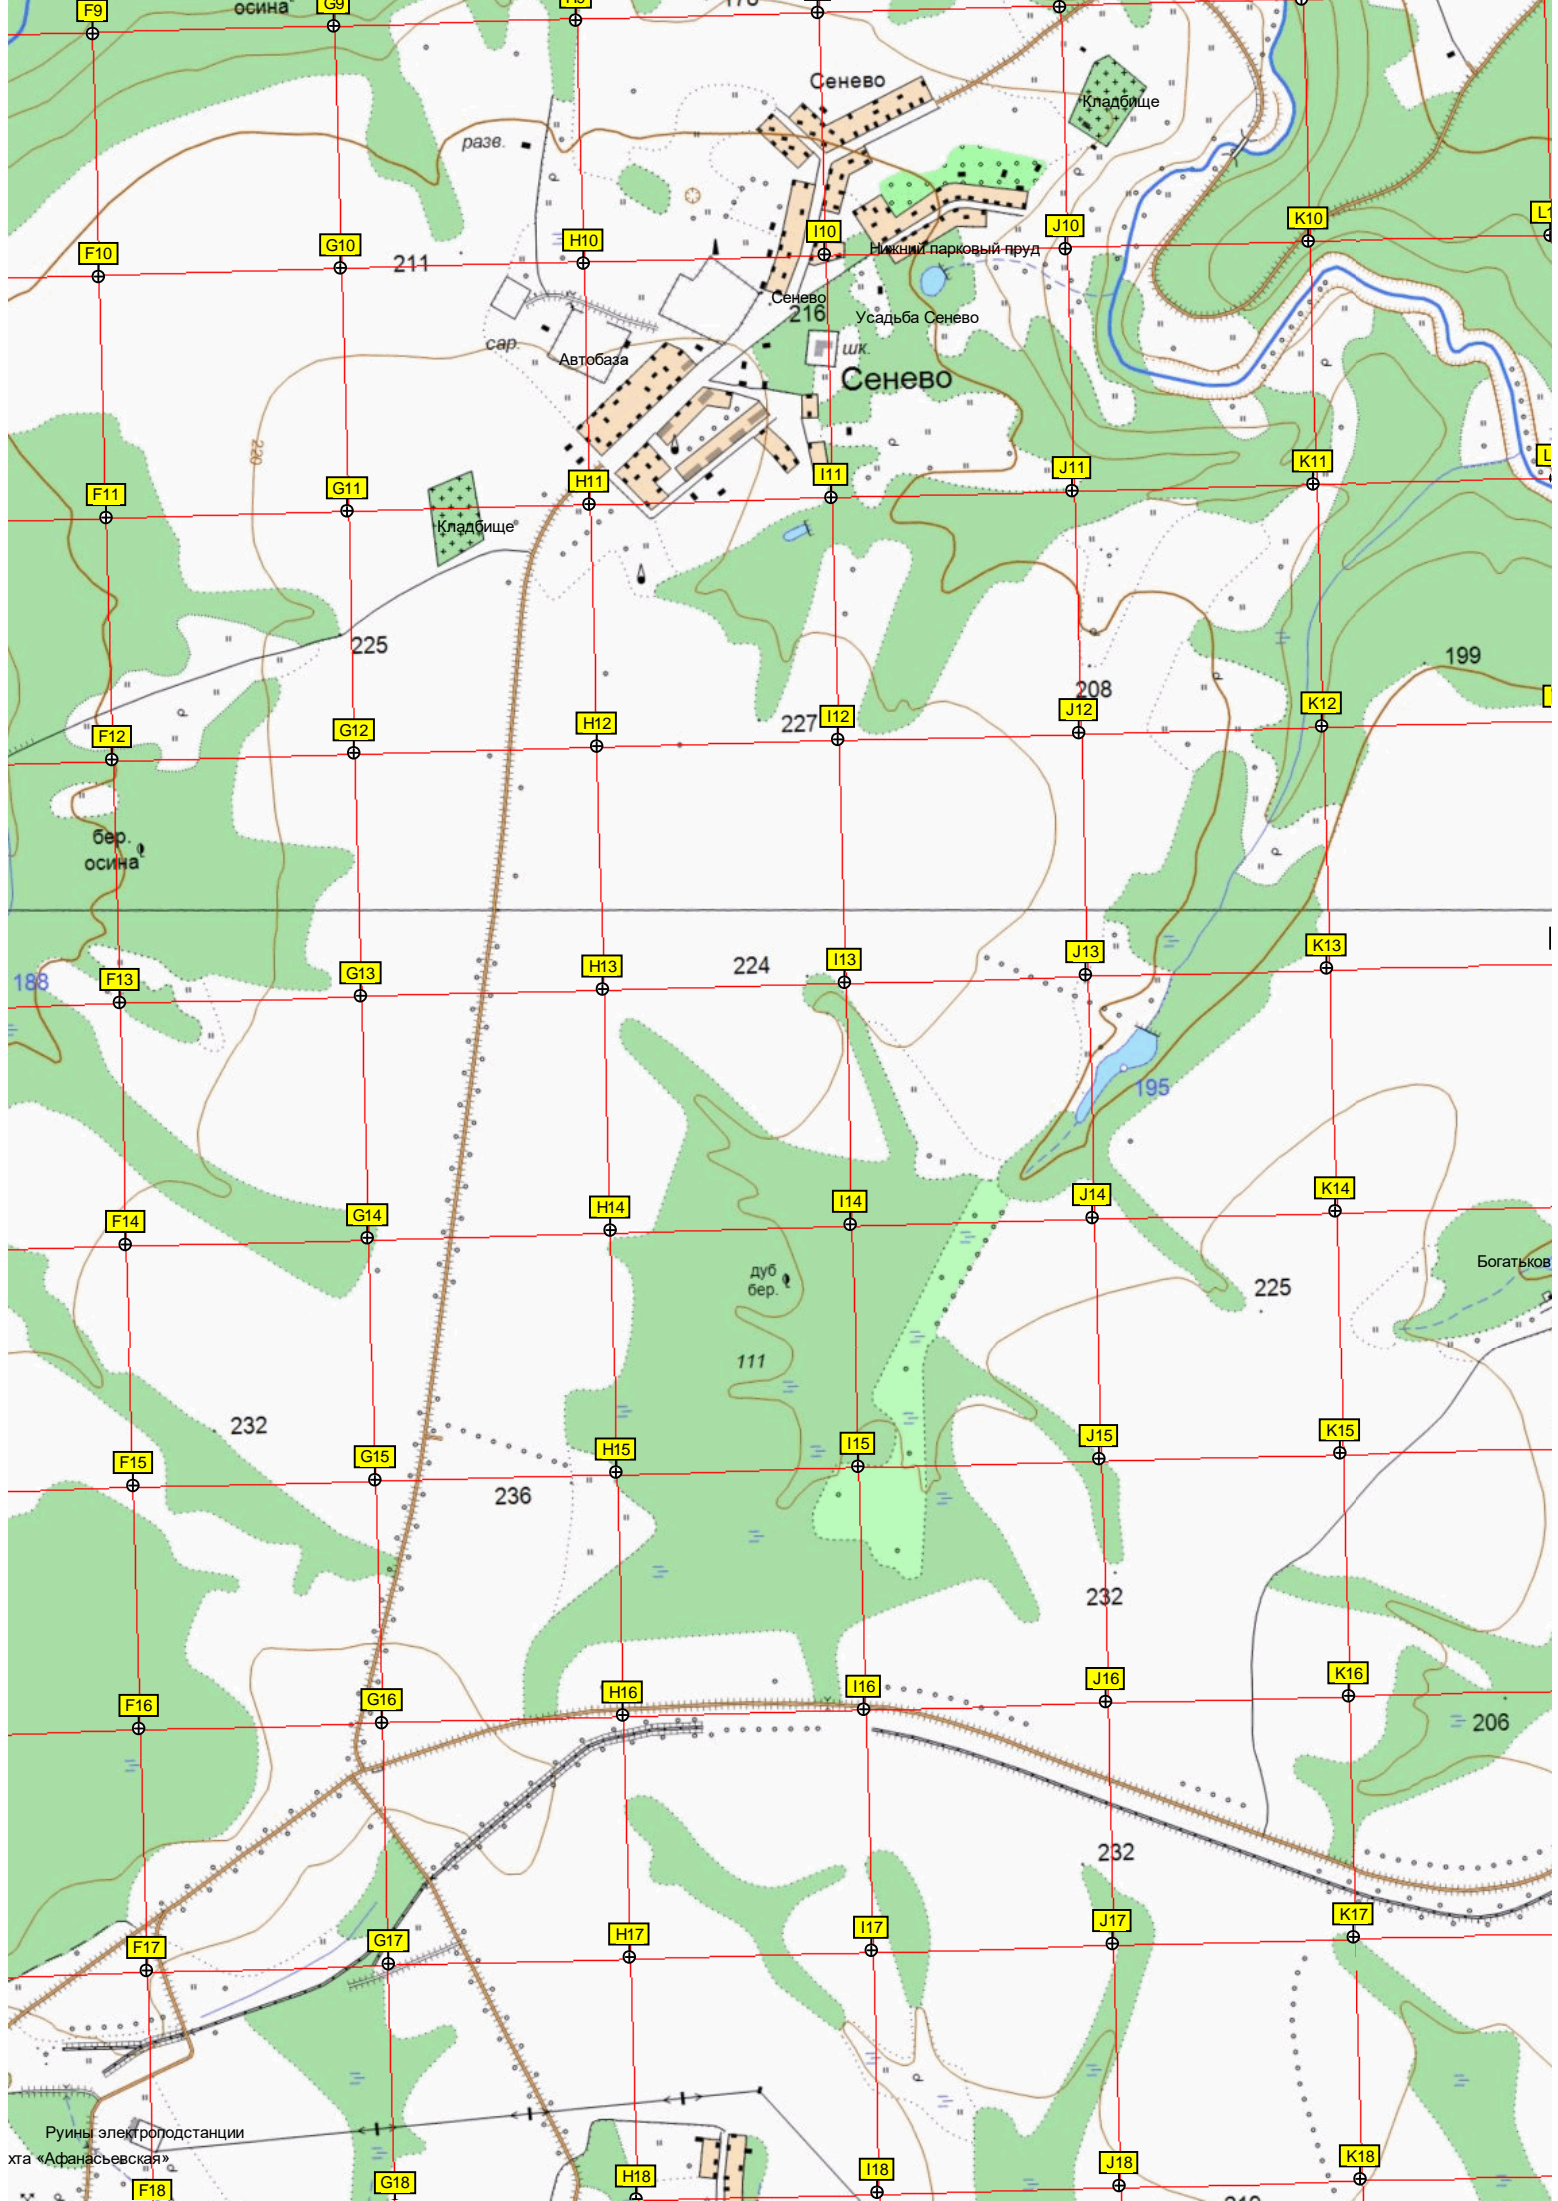 осина
F9
G9
Сенево
Кладбище
разв.
F10
G10
H10
I10
J10
K10
211
Нижний парковый пруд
Сенево
216
Усадьба Сенево
сар.
Автобаза
шк.
Сенево
220
F11
G11
H11
I11
J11
K11
Кладбище
225
199
208
F12
G12
H12
227
I12
J12
K12
бер.
осина
188
F13
G13
H13
224
I13
J13
K13
195
F14
G14
H14
I14
J14
K14
дуб
бер.
225
Богатьков
111
232
F15
G15
H15
I15
J15
K15
236
232
F16
G16
H16
I16
J16
K16
206
232
F17
G17
H17
I17
J17
K17
Руины электроподстанции
хта «Афанасьевская»
F18
G18
H18
I18
J18
K18